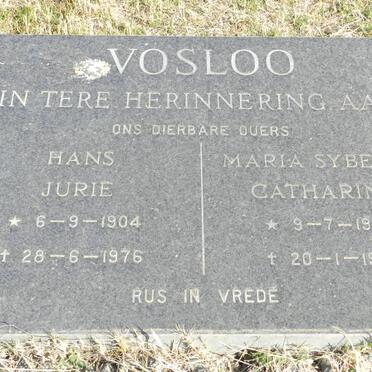 VOSLOO
IN TERE HERINNERING AA
ONS DIERBARE OUERS
HANS
JURIE
* 6-9-1904
† 28-6-1976
MARIA SYBE
CATHARIN
* 9-7-19
† 20-1-19
RUS IN VREDE